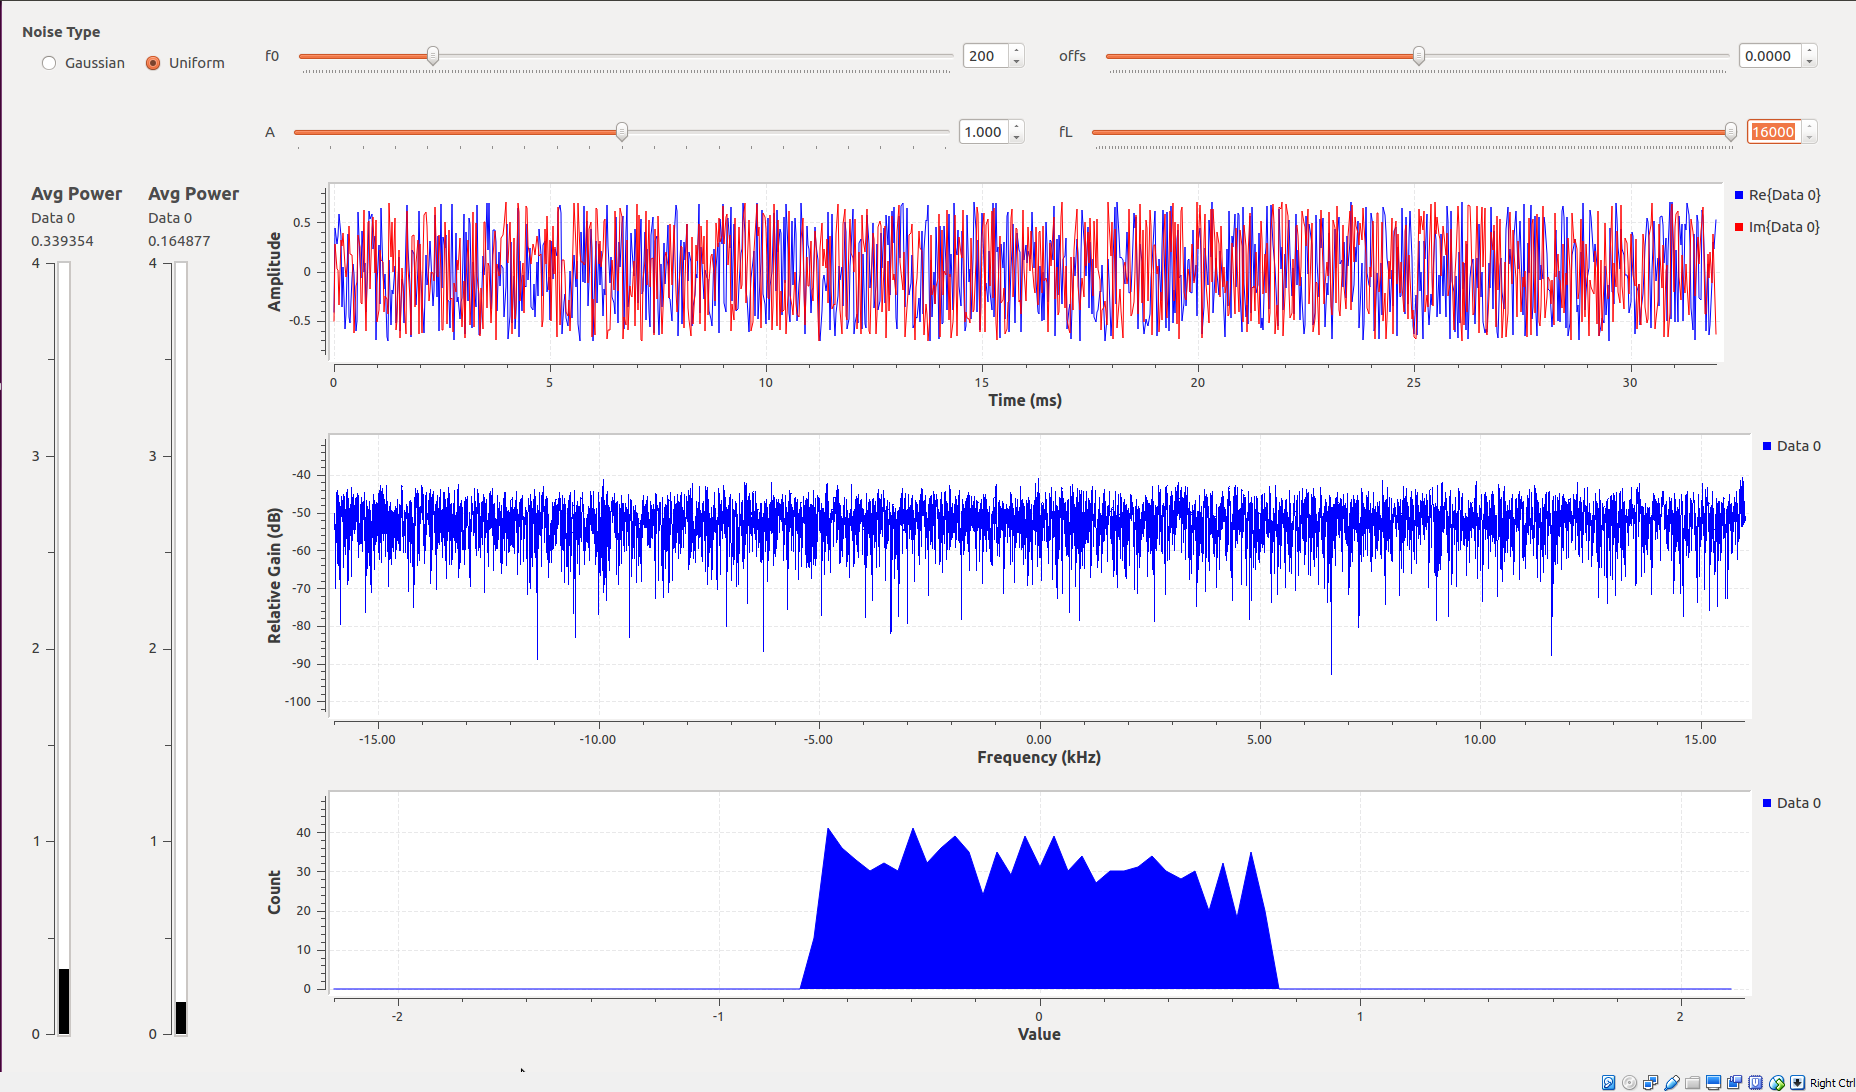 Noise Type
Gaussian Uniform
f0 200
offs 0.0000
A 1.000
fL 16000
Avg Power
Data 0
0.339354
4
3
2
1
0
Avg Power
Data 0
0.164877
4
3
2
1
0
Amplitude
0.5
0
-0.5
0 5 10 15 20 25 30
Time (ms)
Re{Data 0}
Im{Data 0}
Relative Gain (dB)
-40
-50
-60
-70
-80
-90
-100
-15.00 -10.00 -5.00 0.00 5.00 10.00 15.00
Frequency (kHz)
Data 0
Count
40
30
20
10
0
-2 -1 0 1 2
Value
Data 0
Right Ctrl